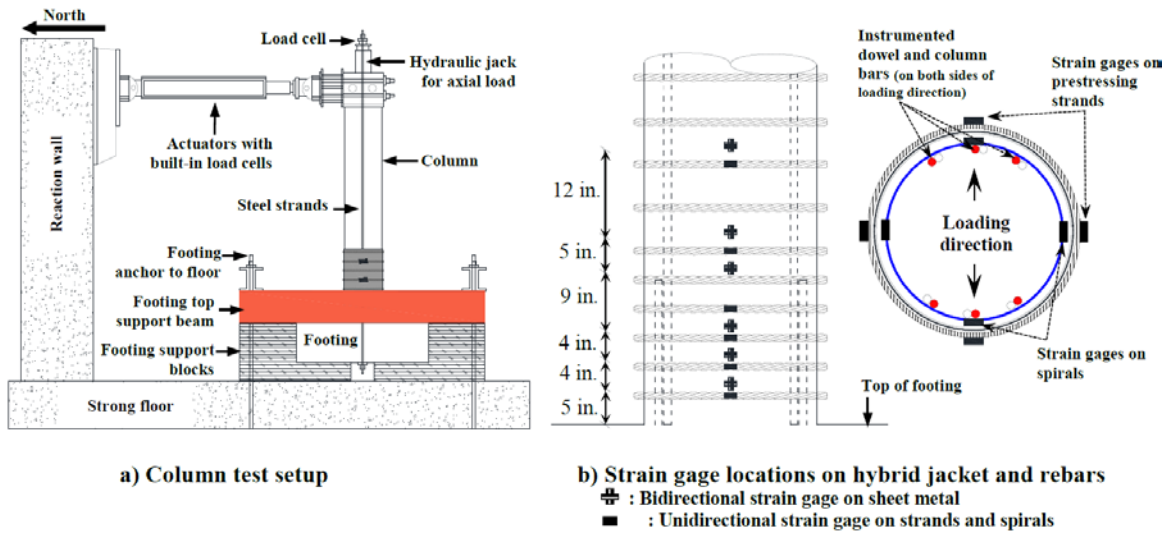 North
Load cell
Hydraulic jack
for axial load
Actuators with
built-in load cells
Column
Reaction wall
Steel strands
Footing
anchor to floor
Footing top
support beam
Footing support
blocks
Footing
Strong floor
a) Column test setup
12 in.
5 in.
9 in.
4 in.
4 in.
5 in.
Top of footing
Instrumented
dowel and column
bars (on both sides of
loading direction)
Strain gages on
prestressing
strands
Loading
direction
Strain gages on
spirals
b) Strain gage locations on hybrid jacket and rebars
: Bidirectional strain gage on sheet metal
: Unidirectional strain gage on strands and spirals